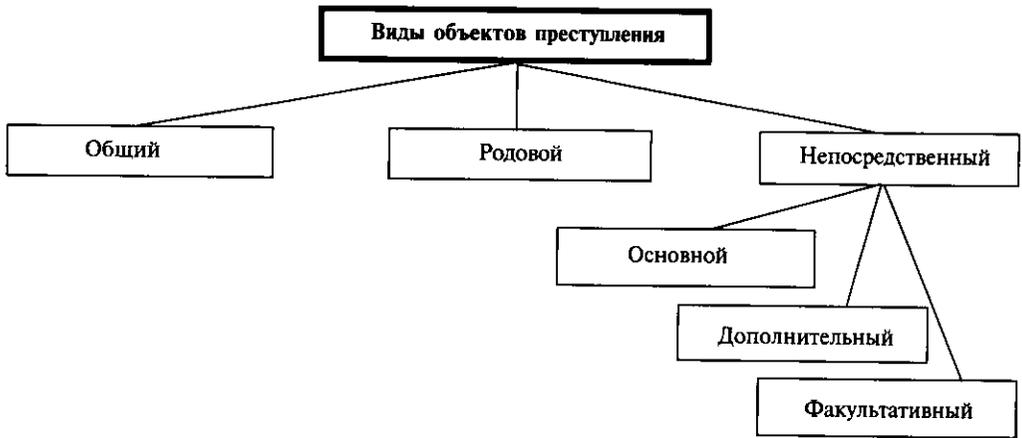 Виды объектов преступления
Общий
Родовой
Непосредственный
Основной
Дополнительный
Факультативный